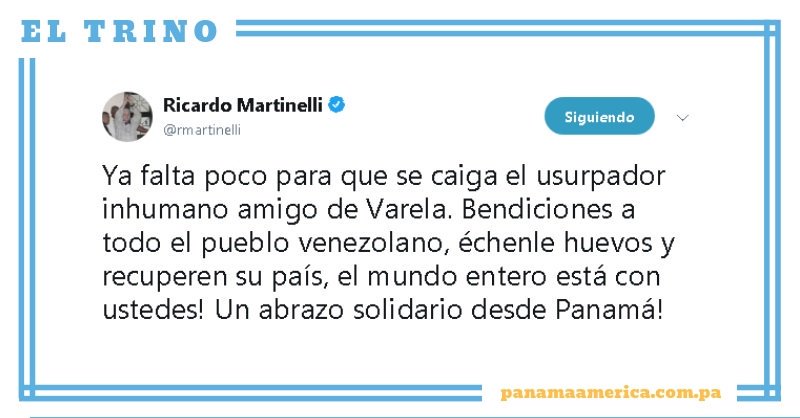 EL TRINO
Ricardo Martinelli
@rmartinelli
Siguiendo
Ya falta poco para que se caiga el usurpador
inhumano amigo de Varela. Bendiciones a
todo el pueblo venezolano, échenle huevos y
recuperen su país, el mundo entero está con
ustedes! Un abrazo solidario desde Panamá!
panamaamerica.com.pa